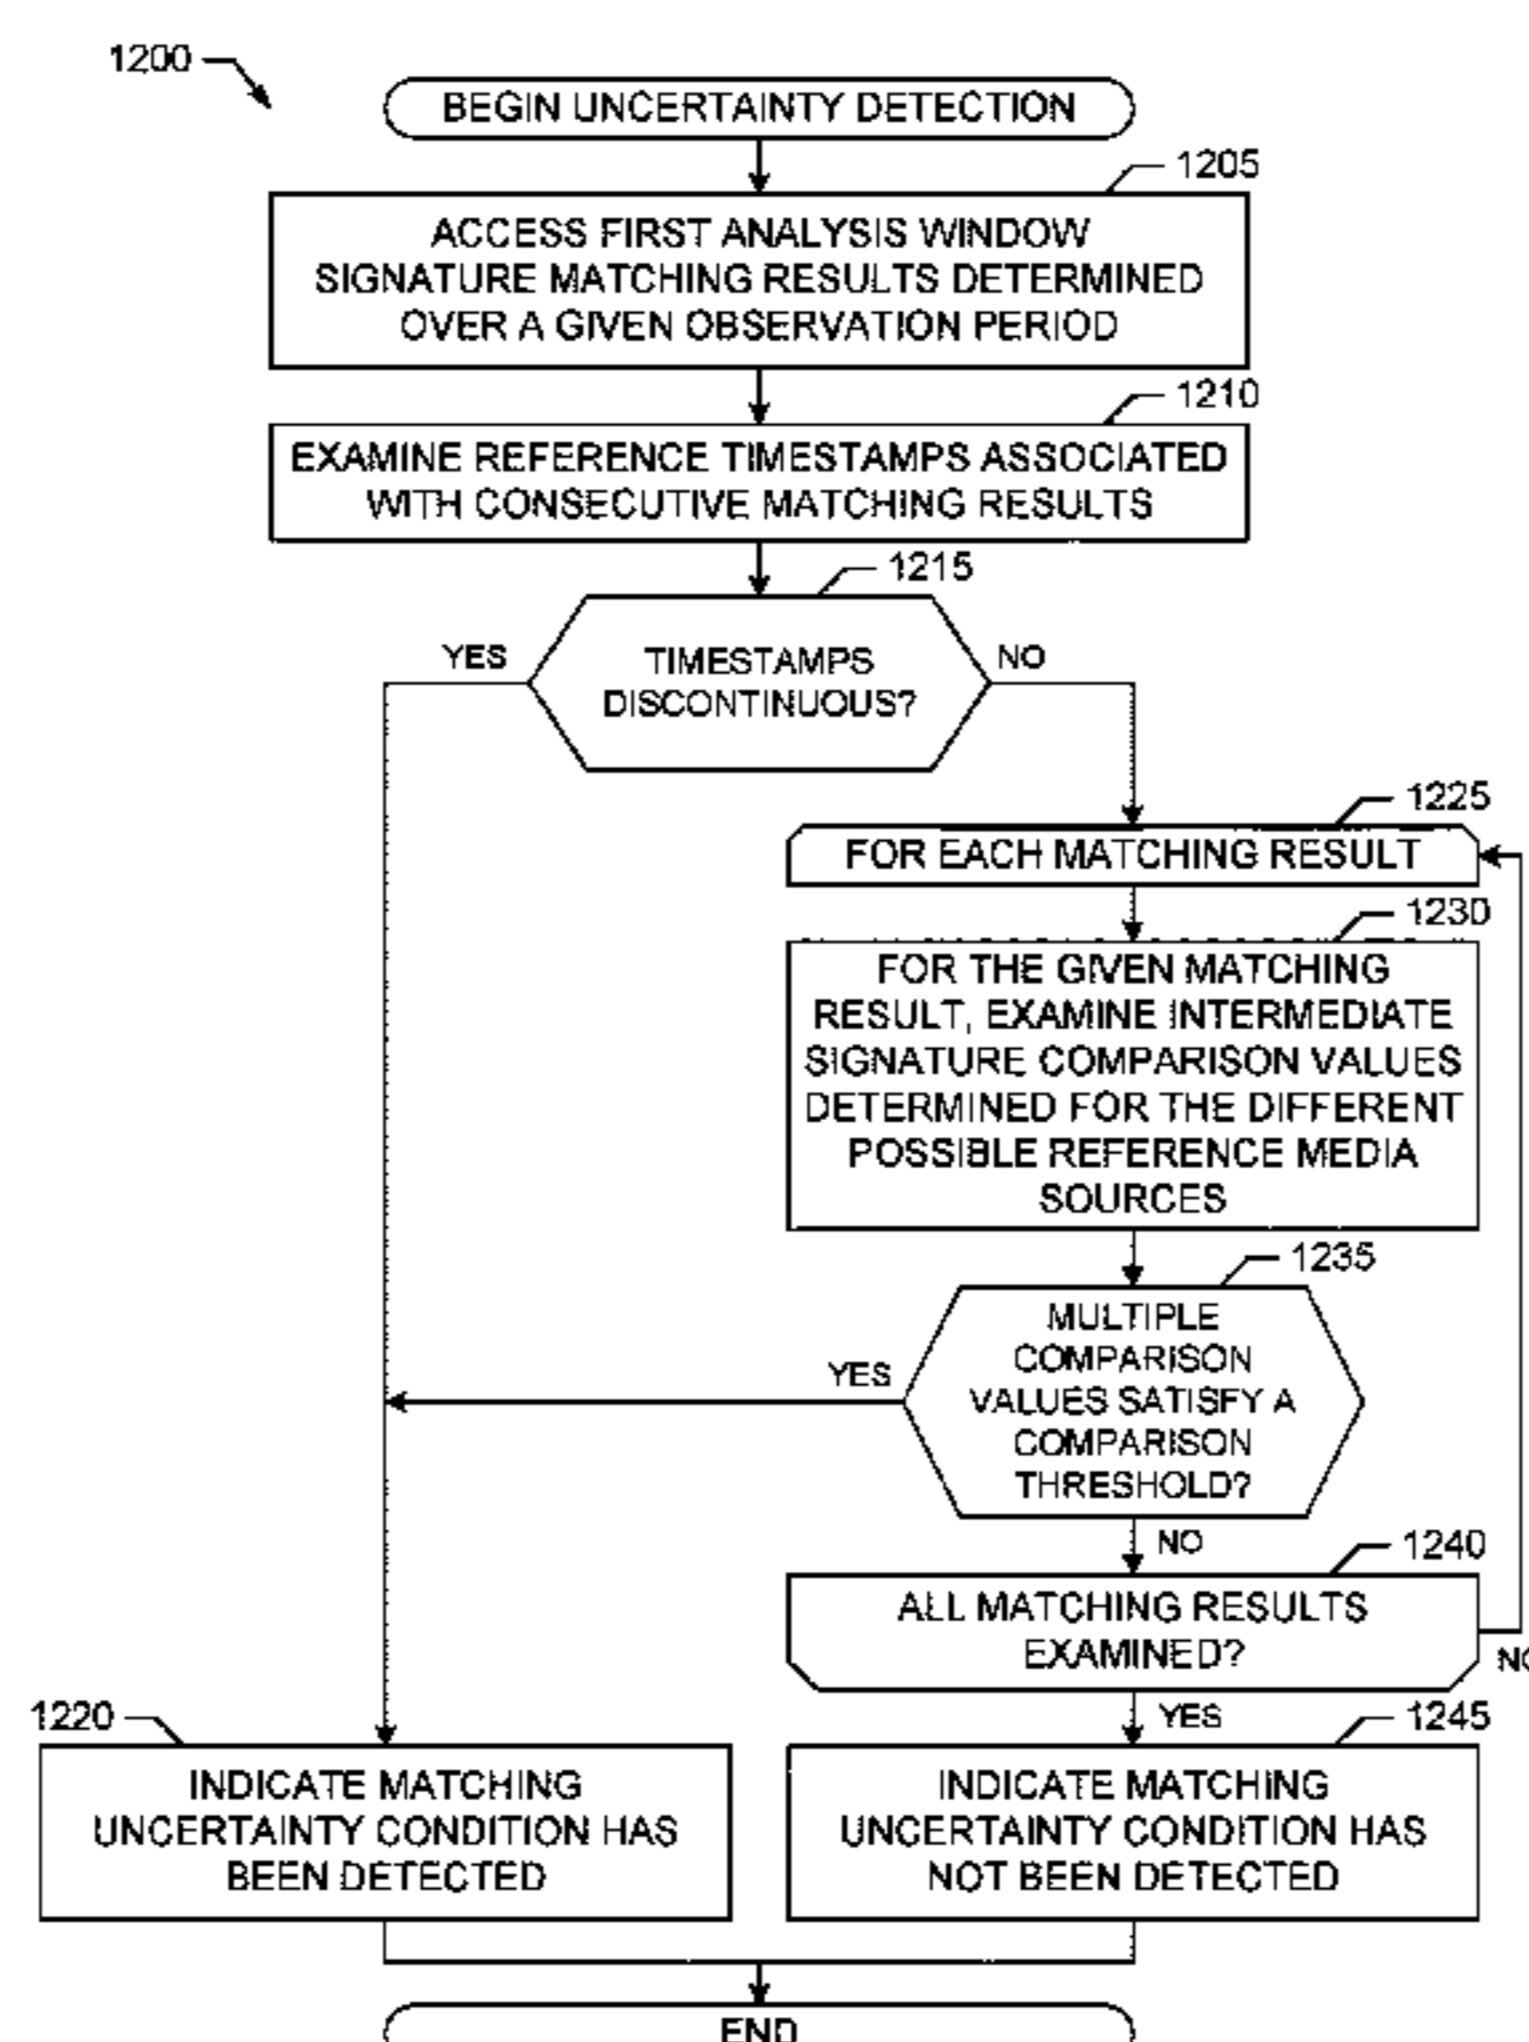 1200
BEGIN UNCERTAINTY DETECTION
1205
ACCESS FIRST ANALYSIS WINDOW
SIGNATURE MATCHING RESULTS DETERMINED
OVER A GIVEN OBSERVATION PERIOD
1210
EXAMINE REFERENCE TIMESTAMPS ASSOCIATED
WITH CONSECUTIVE MATCHING RESULTS
1215
YES
TIMESTAMPS
DISCONTINUOUS?
NO
1225
FOR EACH MATCHING RESULT
1230
FOR THE GIVEN MATCHING
RESULT, EXAMINE INTERMEDIATE
SIGNATURE COMPARISON VALUES
DETERMINED FOR THE DIFFERENT
POSSIBLE REFERENCE MEDIA
SOURCES
1235
YES
MULTIPLE
COMPARISON
VALUES SATISFY A
COMPARISON
THRESHOLD?
NO
1240
ALL MATCHING RESULTS
EXAMINED?
NO
YES
1220
INDICATE MATCHING
UNCERTAINTY CONDITION HAS
BEEN DETECTED
1245
INDICATE MATCHING
UNCERTAINTY CONDITION HAS
NOT BEEN DETECTED
END